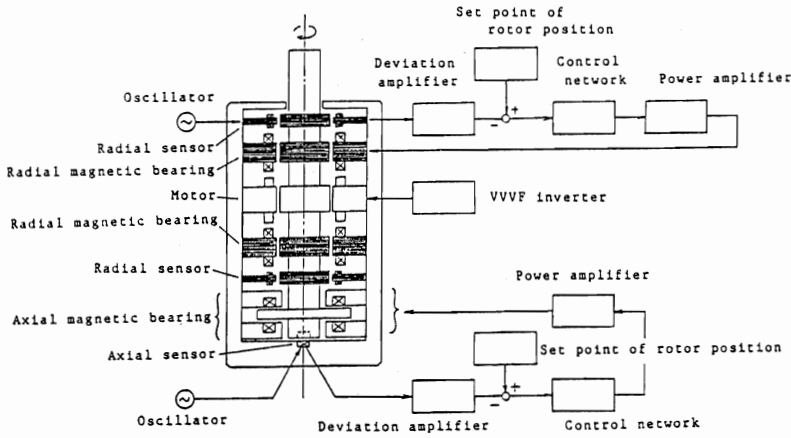 Set point of
rotor position
Deviation
amplifier
Control
network
Power amplifier
Oscillator
+
−
Radial sensor
Radial magnetic bearing
Motor
VVVF inverter
Radial magnetic bearing
Radial sensor
Power amplifier
Axial magnetic bearing
Set point of rotor position
Axial sensor
+
−
Oscillator
Deviation amplifier
Control network